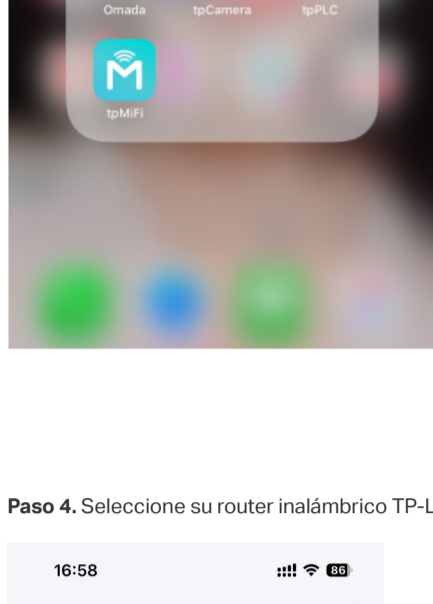 Omada tpCamera tpPLC
tpMiFi
Paso 4. Seleccione su router inalámbrico TP-L
16:58 86